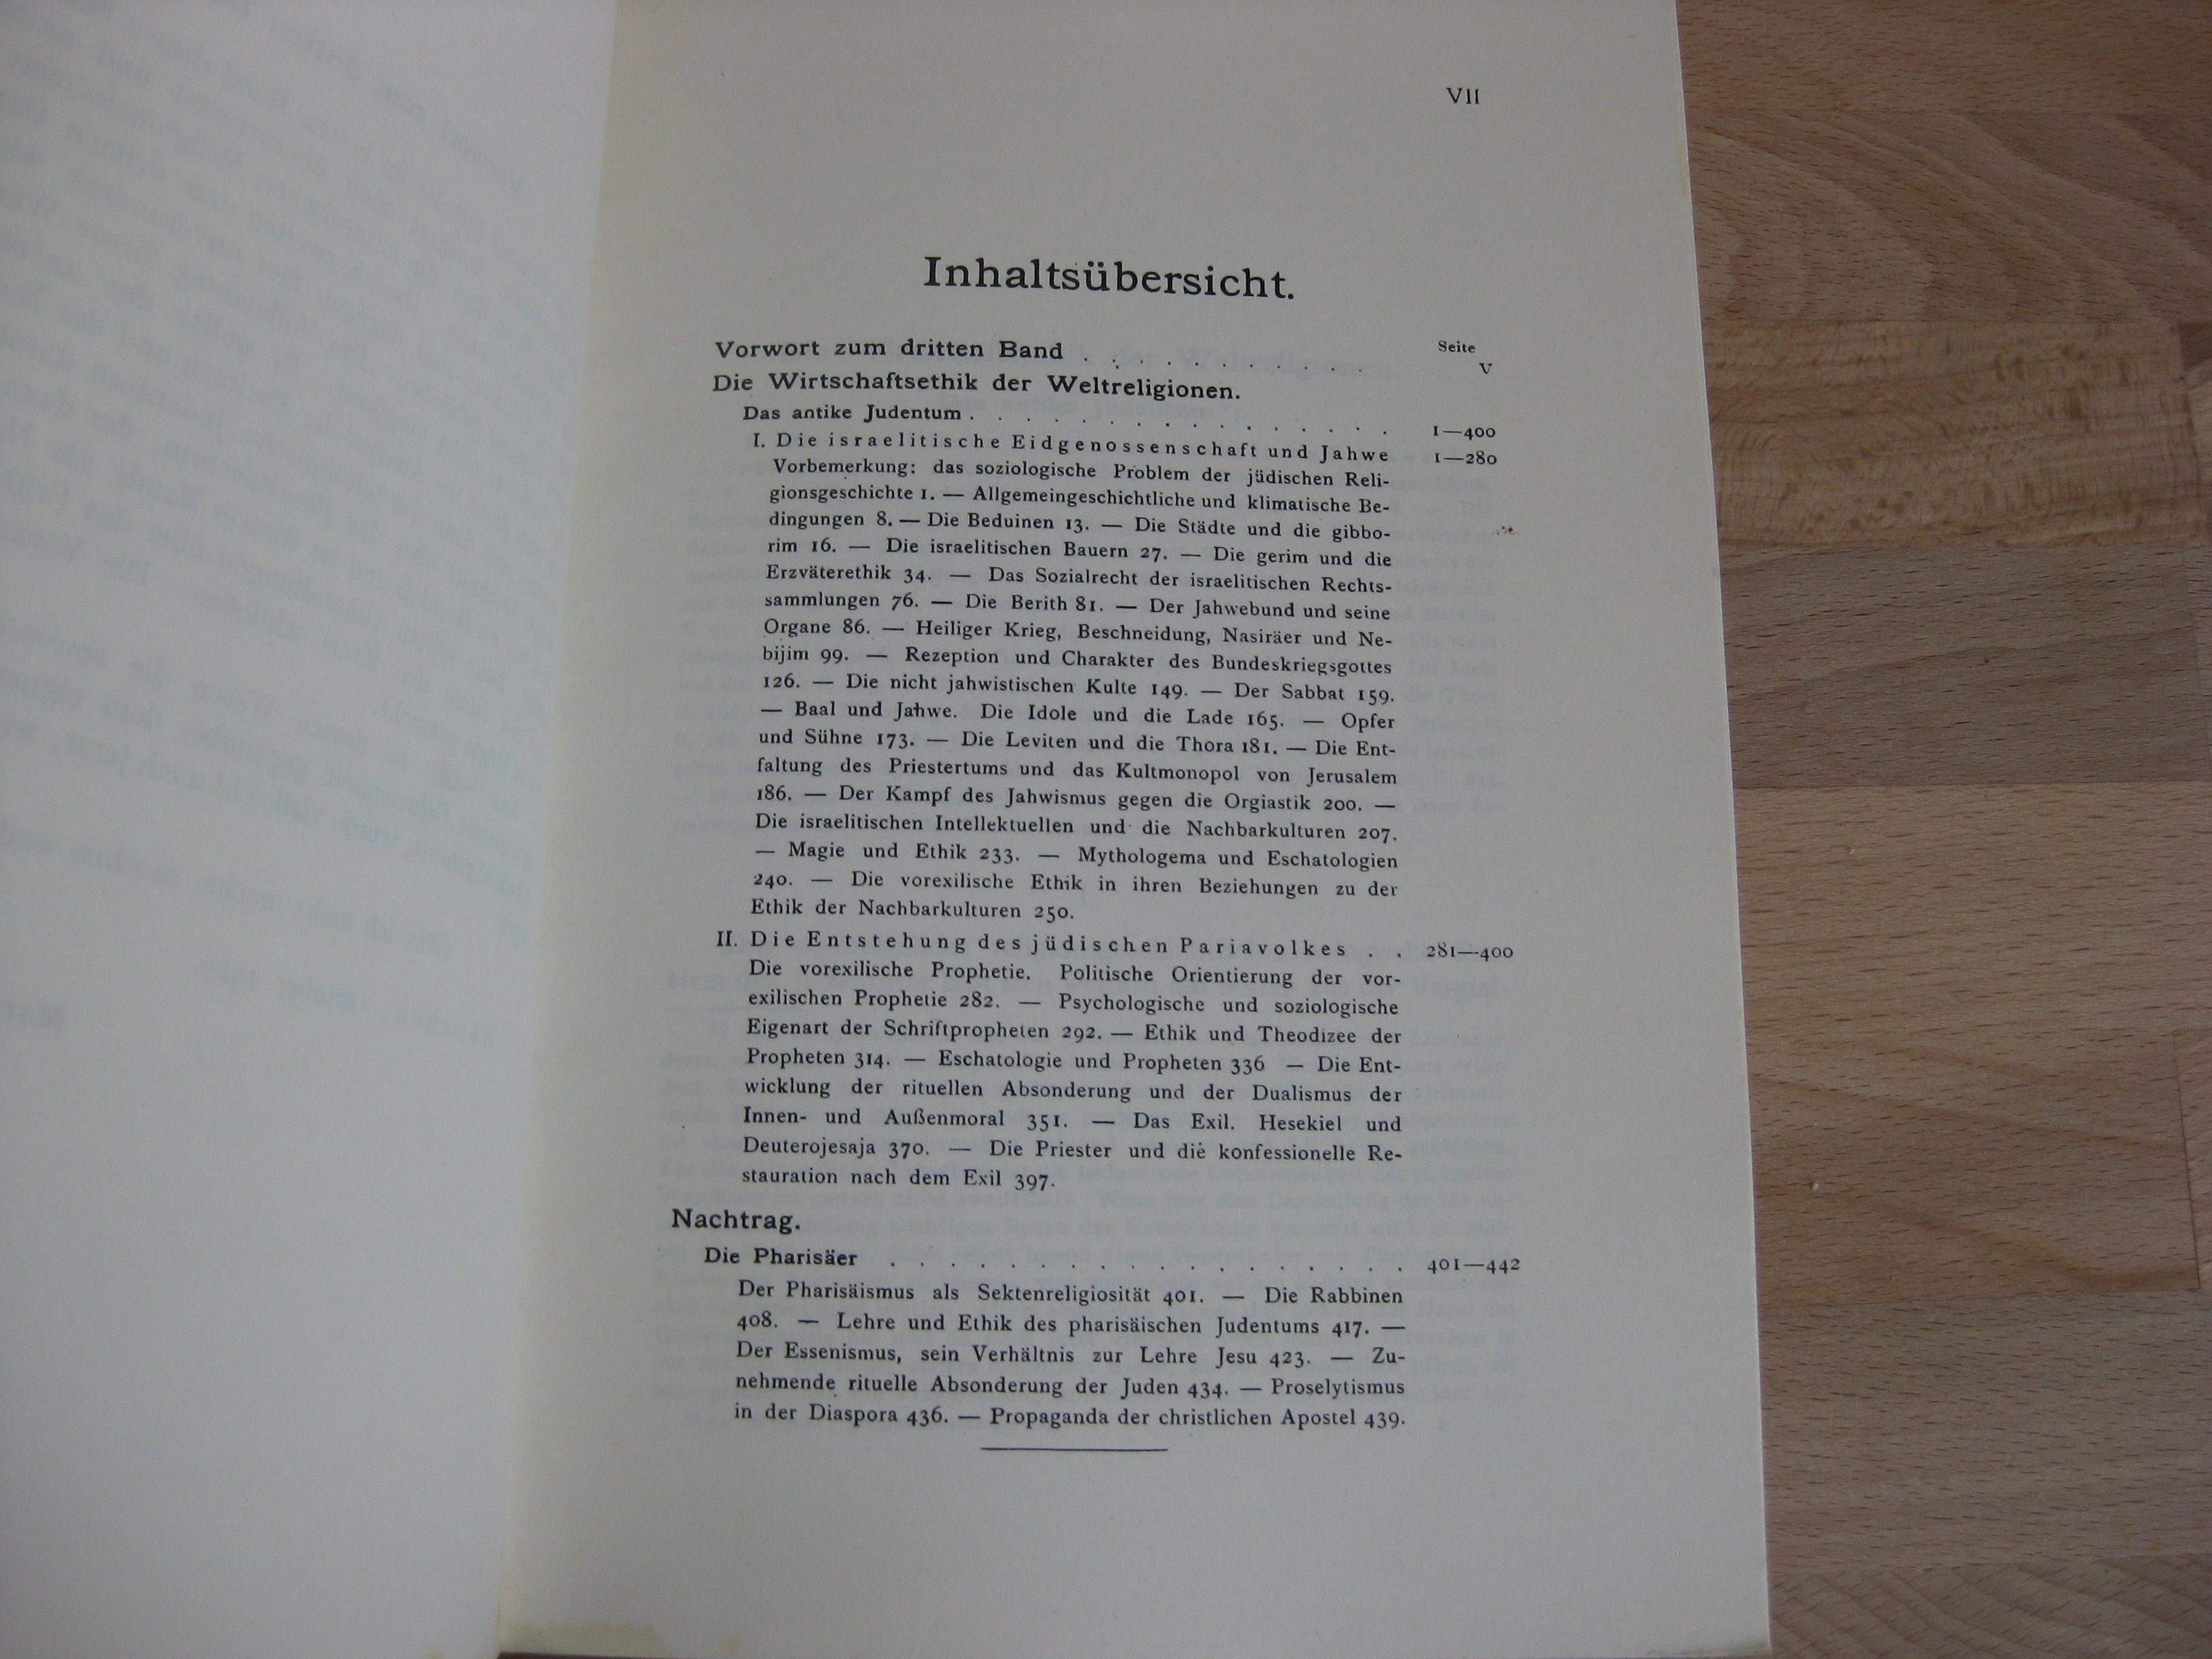 VII
Inhaltsübersicht.
Seite
Vorwort zum dritten Band . . . . . . . . . . V
Die Wirtschaftsethik der Weltreligionen.
Das antike Judentum . . . . . . . . . . . . . . . 1—400
I. Die israelitische Eidgenossenschaft und Jahwe 1—280
Vorbemerkung: das soziologische Problem der jüdischen Reli-
gionsgeschichte 1. — Allgemeingeschichtliche und klimatische Be-
dingungen 8. — Die Beduinen 13. — Die Städte und die gibbo-
rim 16. — Die israelitischen Bauern 27. — Die gerim und die
Erzväterethik 34. — Das Sozialrecht der israelitischen Rechts-
sammlungen 76. — Die Berith 81. — Der Jahwebund und seine
Organe 86. — Heiliger Krieg, Beschneidung, Nasiräer und Ne-
bijim 99. — Rezeption und Charakter des Bundeskriegsgottes
126. — Die nicht jahwistischen Kulte 149. — Der Sabbat 159.
— Baal und Jahwe. Die Idole und die Lade 165. — Opfer
und Sühne 173. — Die Leviten und die Thora 181. — Die Ent-
faltung des Priestertums und das Kultmonopol von Jerusalem
186. — Der Kampf des Jahwismus gegen die Orgiastik 200. —
Die israelitischen Intellektuellen und die Nachbarkulturen 207.
— Magie und Ethik 233. — Mythologema und Eschatologien
240. — Die vorexilische Ethik in ihren Beziehungen zu der
Ethik der Nachbarkulturen 250.
II. Die Entstehung des jüdischen Pariavolkes . . 281—400
Die vorexilische Prophetie. Politische Orientierung der vor-
exilischen Prophetie 282. — Psychologische und soziologische
Eigenart der Schriftpropheten 292. — Ethik und Theodizee der
Propheten 314. — Eschatologie und Propheten 336 — Die Ent-
wicklung der rituellen Absonderung und der Dualismus der
Innen- und Außenmoral 351. — Das Exil. Hesekiel und
Deuterojesaja 370. — Die Priester und die konfessionelle Re-
stauration nach dem Exil 397.
Nachtrag.
Die Pharisäer . . . . . . . . . . . . . . . . . . 401—442
Der Pharisäismus als Sektenreligiosität 401. — Die Rabbinen
408. — Lehre und Ethik des pharisäischen Judentums 417. —
Der Essenismus, sein Verhältnis zur Lehre Jesu 423. — Zu-
nehmende rituelle Absonderung der Juden 434. — Proselytismus
in der Diaspora 436. — Propaganda der christlichen Apostel 439.